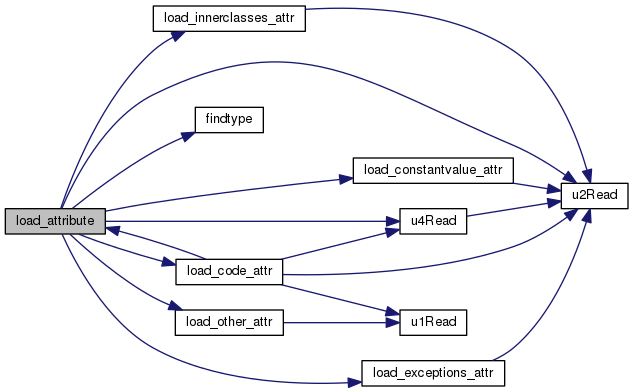 load_innerclasses_attr
findtype
load_constantvalue_attr
u2Read
load_attribute
u4Read
load_code_attr
load_other_attr
u1Read
load_exceptions_attr